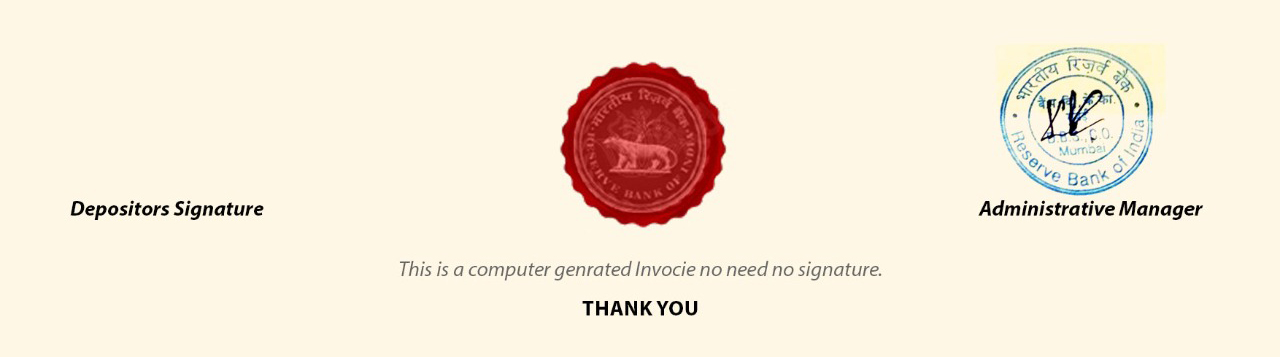 भारतीय रिज़र्व बैंक
RESERVE BANK OF INDIA
भारतीय रिज़र्व बैंक
Mumbai
Reserve Bank of India
Depositors Signature
Administrative Manager
This is a computer genrated Invocie no need no signature.
THANK YOU